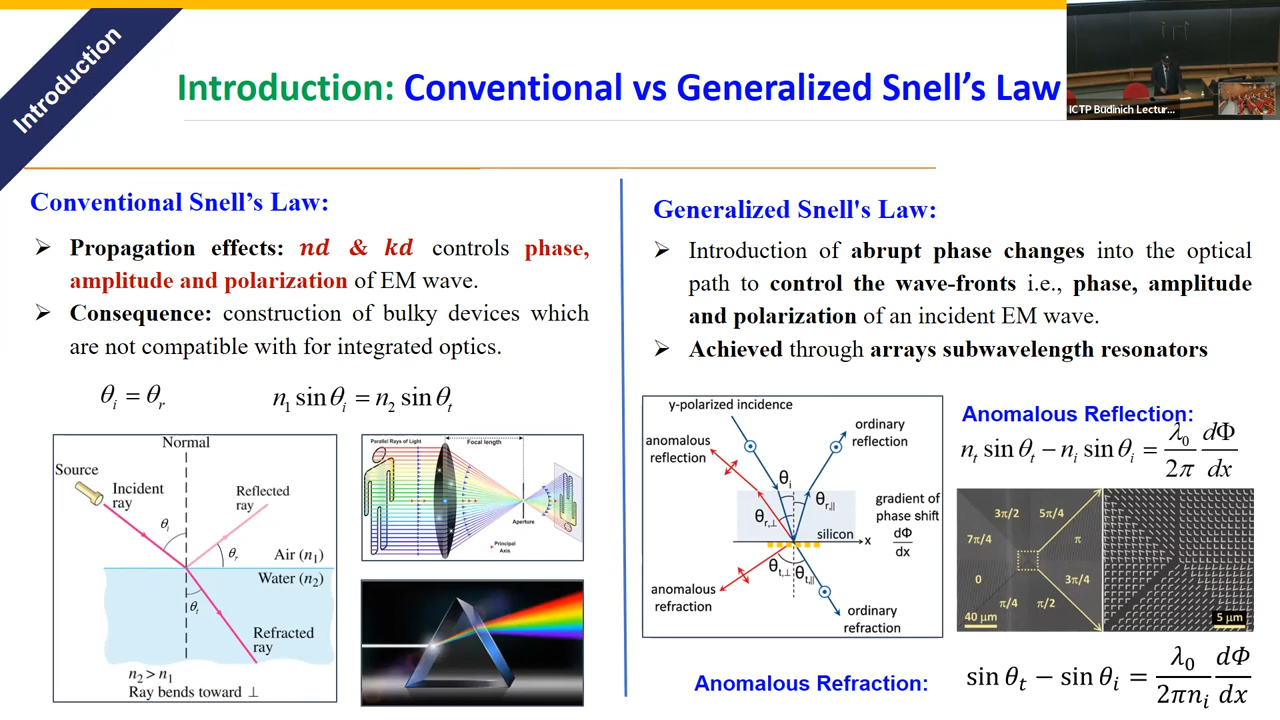 Introduction
Introduction: Conventional vs Generalized Snell's Law
ICTP Budinich Lectur...
Conventional Snell's Law:
➢ Propagation effects: nd & kd controls phase,
amplitude and polarization of EM wave.
➢ Consequence: construction of bulky devices which
are not compatible with for integrated optics.
θi = θr
n1 sin θi = n2 sin θt
Normal
Source
Incident
ray
Reflected
ray
θi
θr
Air (n1)
Water (n2)
θt
Refracted
ray
n2 > n1
Ray bends toward ⊥
Parallel Rays of Light
Focal length
Aperture
Principal
Axis
Generalized Snell's Law:
➢ Introduction of abrupt phase changes into the optical
path to control the wave-fronts i.e., phase, amplitude
and polarization of an incident EM wave.
➢ Achieved through arrays subwavelength resonators
y-polarized incidence
anomalous
reflection
ordinary
reflection
θi
θr,⊥
θr,||
gradient of
phase shift
dΦ
dx
silicon
x
θt,⊥
θt,||
anomalous
refraction
ordinary
refraction
Anomalous Reflection:
nt sin θt − ni sin θi = λ0/2π dΦ/dx
3π/2
5π/4
7π/4
π
0
3π/4
π/4
π/2
40 μm
5 μm
Anomalous Refraction:
sin θt − sin θi = λ0/2πni dΦ/dx